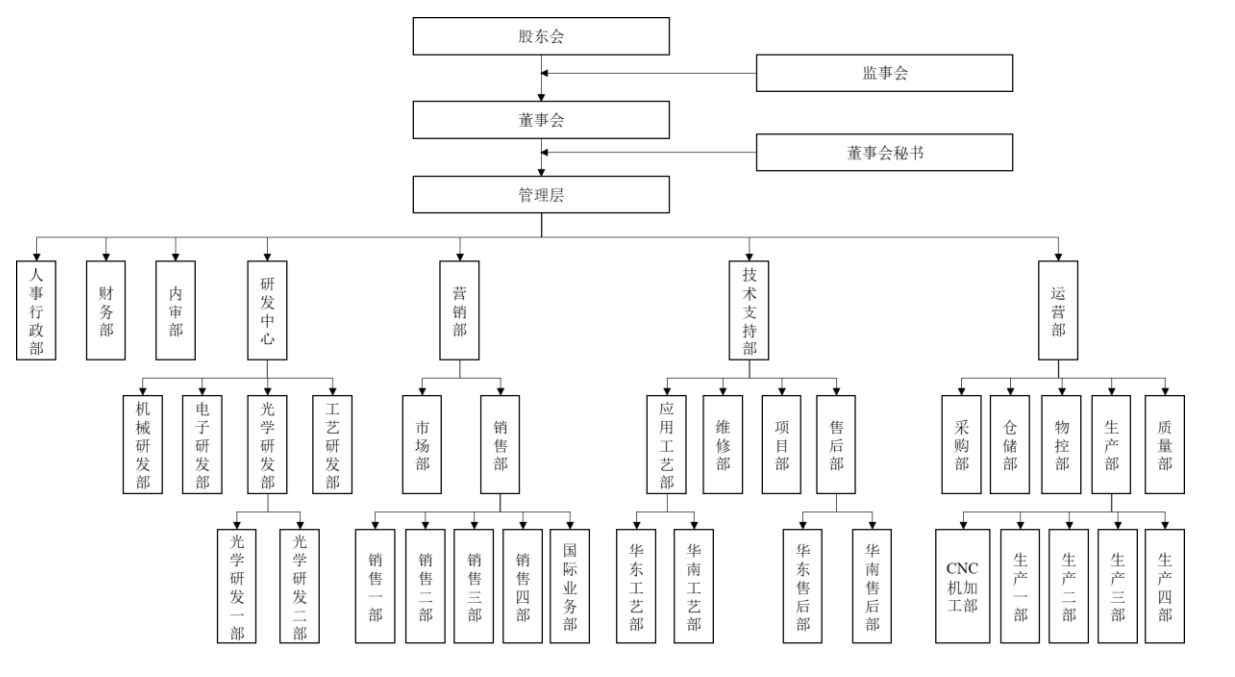 股东会
监事会
董事会
董事会秘书
管理层
人事行政部
财务部
内审部
研发中心
营销部
技术支持部
运营部
机械研发部
电子研发部
光学研发部
工艺研发部
市场部
销售部
应用工艺部
维修部
项目部
售后部
采购部
仓储部
物控部
生产部
质量部
光学研发一部
光学研发二部
销售一部
销售二部
销售三部
销售四部
国际业务部
华东工艺部
华南工艺部
华东售后部
华南售后部
CNC
机加
工部
生产一部
生产二部
生产三部
生产四部